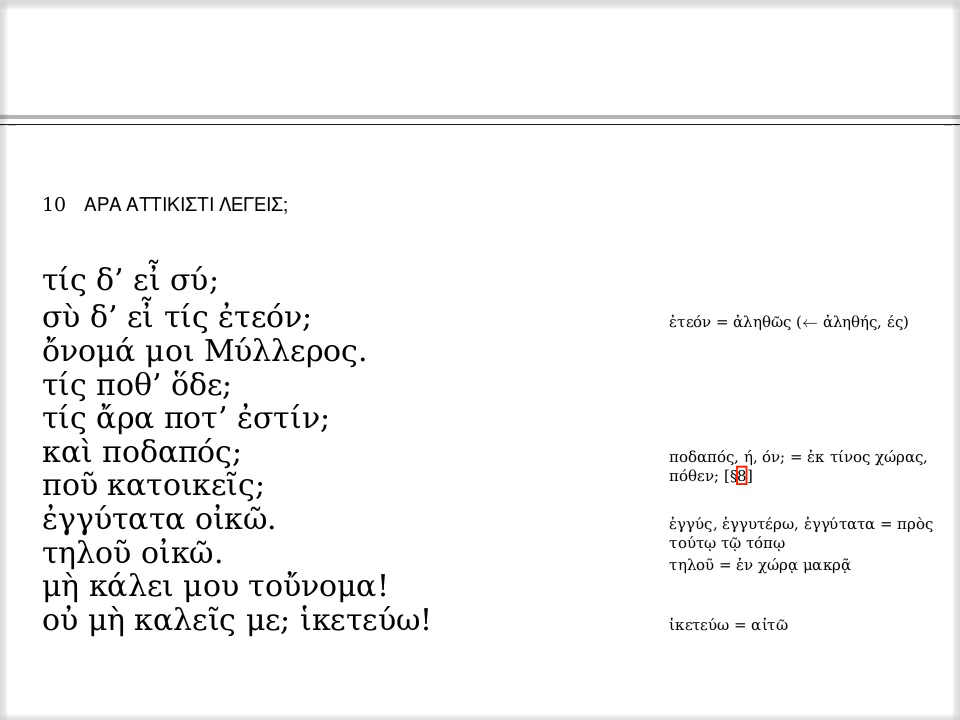 10 ΑΡΑ ΑΤΤΙΚΙΣΤΙ ΛΕΓΕΙΣ;
τίς δ’ εἶ σύ;
σὺ δ’ εἶ τίς ἐτεόν;
ἐτεόν = ἀληθῶς (← ἀληθής, ές)
ὄνομά μοι Μύλλερος.
τίς ποθ’ ὅδε;
τίς ἄρα ποτ’ ἐστίν;
καὶ ποδαπός;
ποδαπός, ή, όν; = ἐκ τίνος χώρας,
πόθεν; [§8]
ποῦ κατοικεῖς;
ἐγγύτατα οἰκῶ.
ἐγγύς, ἐγγυτέρω, ἐγγύτατα = πρὸς
τούτῳ τῷ τόπῳ
τηλοῦ οἰκῶ.
τηλοῦ = ἐν χώρᾳ μακρᾷ
μὴ κάλει μου τοὔνομα!
οὐ μὴ καλεῖς με; ἱκετεύω!
ἱκετεύω = αἰτῶ